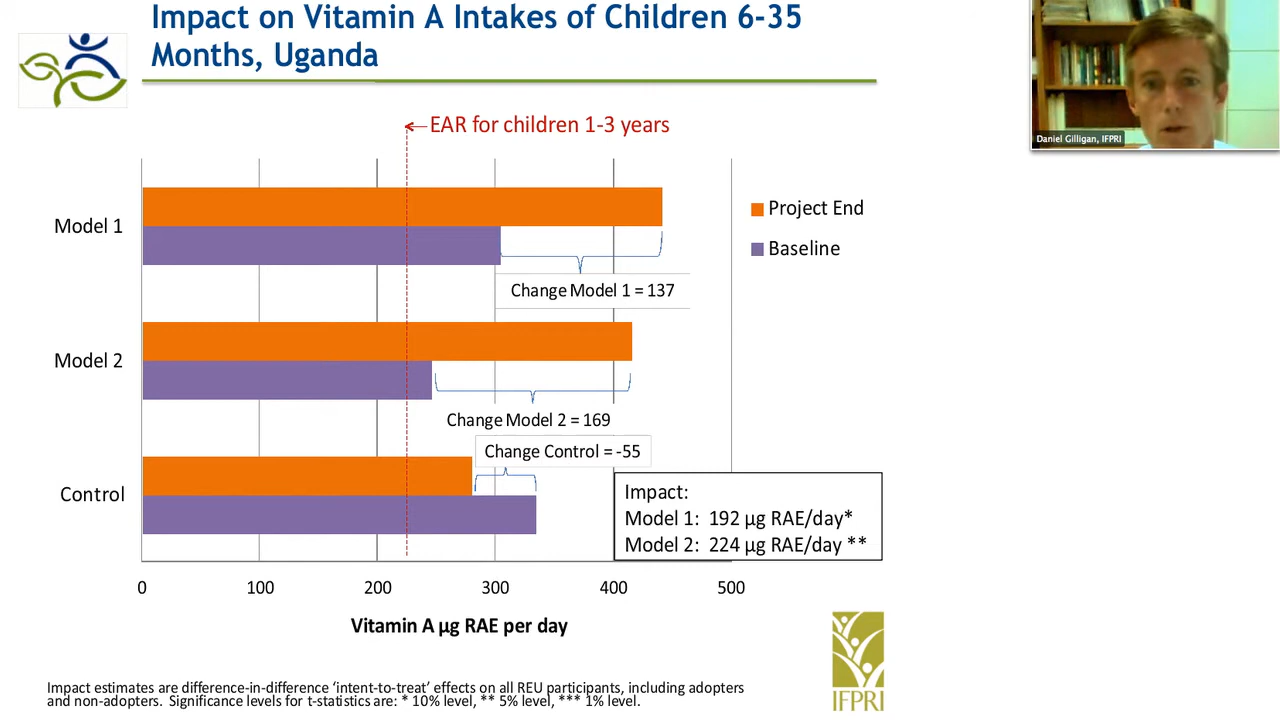 Impact on Vitamin A Intakes of Children 6-35
Months, Uganda
Daniel Gilligan, IFPRI
EAR for children 1-3 years
Model 1
Project End
Baseline
Change Model 1 = 137
Model 2
Change Model 2 = 169
Change Control = -55
Control
Impact:
Model 1: 192 µg RAE/day*
Model 2: 224 µg RAE/day **
0 100 200 300 400 500
Vitamin A µg RAE per day
IFPRI
Impact estimates are difference-in-difference ‘intent-to-treat’ effects on all REU participants, including adopters
and non-adopters. Significance levels for t-statistics are: * 10% level, ** 5% level, *** 1% level.